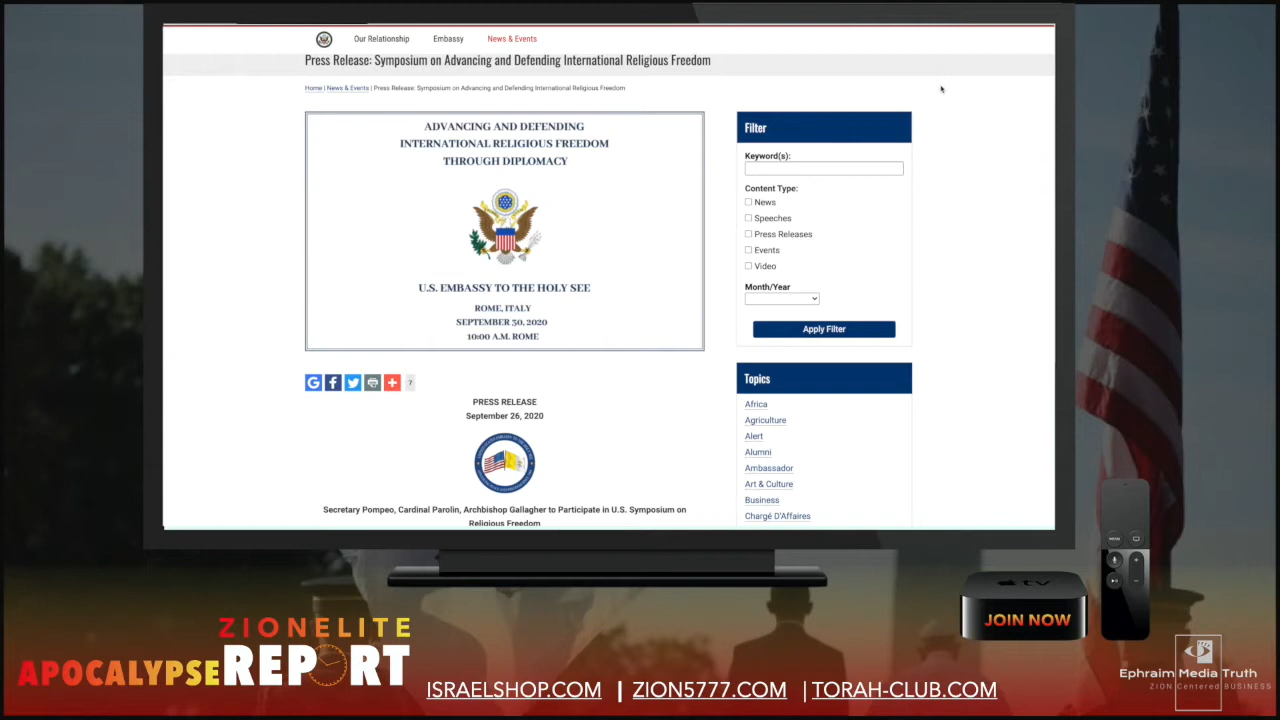 Our Relationship Embassy News & Events
Press Release: Symposium on Advancing and Defending International Religious Freedom
Home | News & Events | Press Release: Symposium on Advancing and Defending International Religious Freedom
ADVANCING AND DEFENDING
INTERNATIONAL RELIGIOUS FREEDOM
THROUGH DIPLOMACY
U.S. EMBASSY TO THE HOLY SEE
ROME, ITALY
SEPTEMBER 30, 2020
10:00 A.M. ROME
7
PRESS RELEASE
September 26, 2020
Secretary Pompeo, Cardinal Parolin, Archbishop Gallagher to Participate in U.S. Symposium on
Religious Freedom
Filter
Keyword(s):
Content Type:
News
Speeches
Press Releases
Events
Video
Month/Year
Apply Filter
Topics
Africa
Agriculture
Alert
Alumni
Ambassador
Art & Culture
Business
Chargé D'Affaires
MENU
tv
JOIN NOW
ZIONELITE
APOCALYPSE REPORT
ISRAELSHOP.COM | ZION5777.COM | TORAH-CLUB.COM
Ephraim Media Truth
ZION Centered BUSINESS